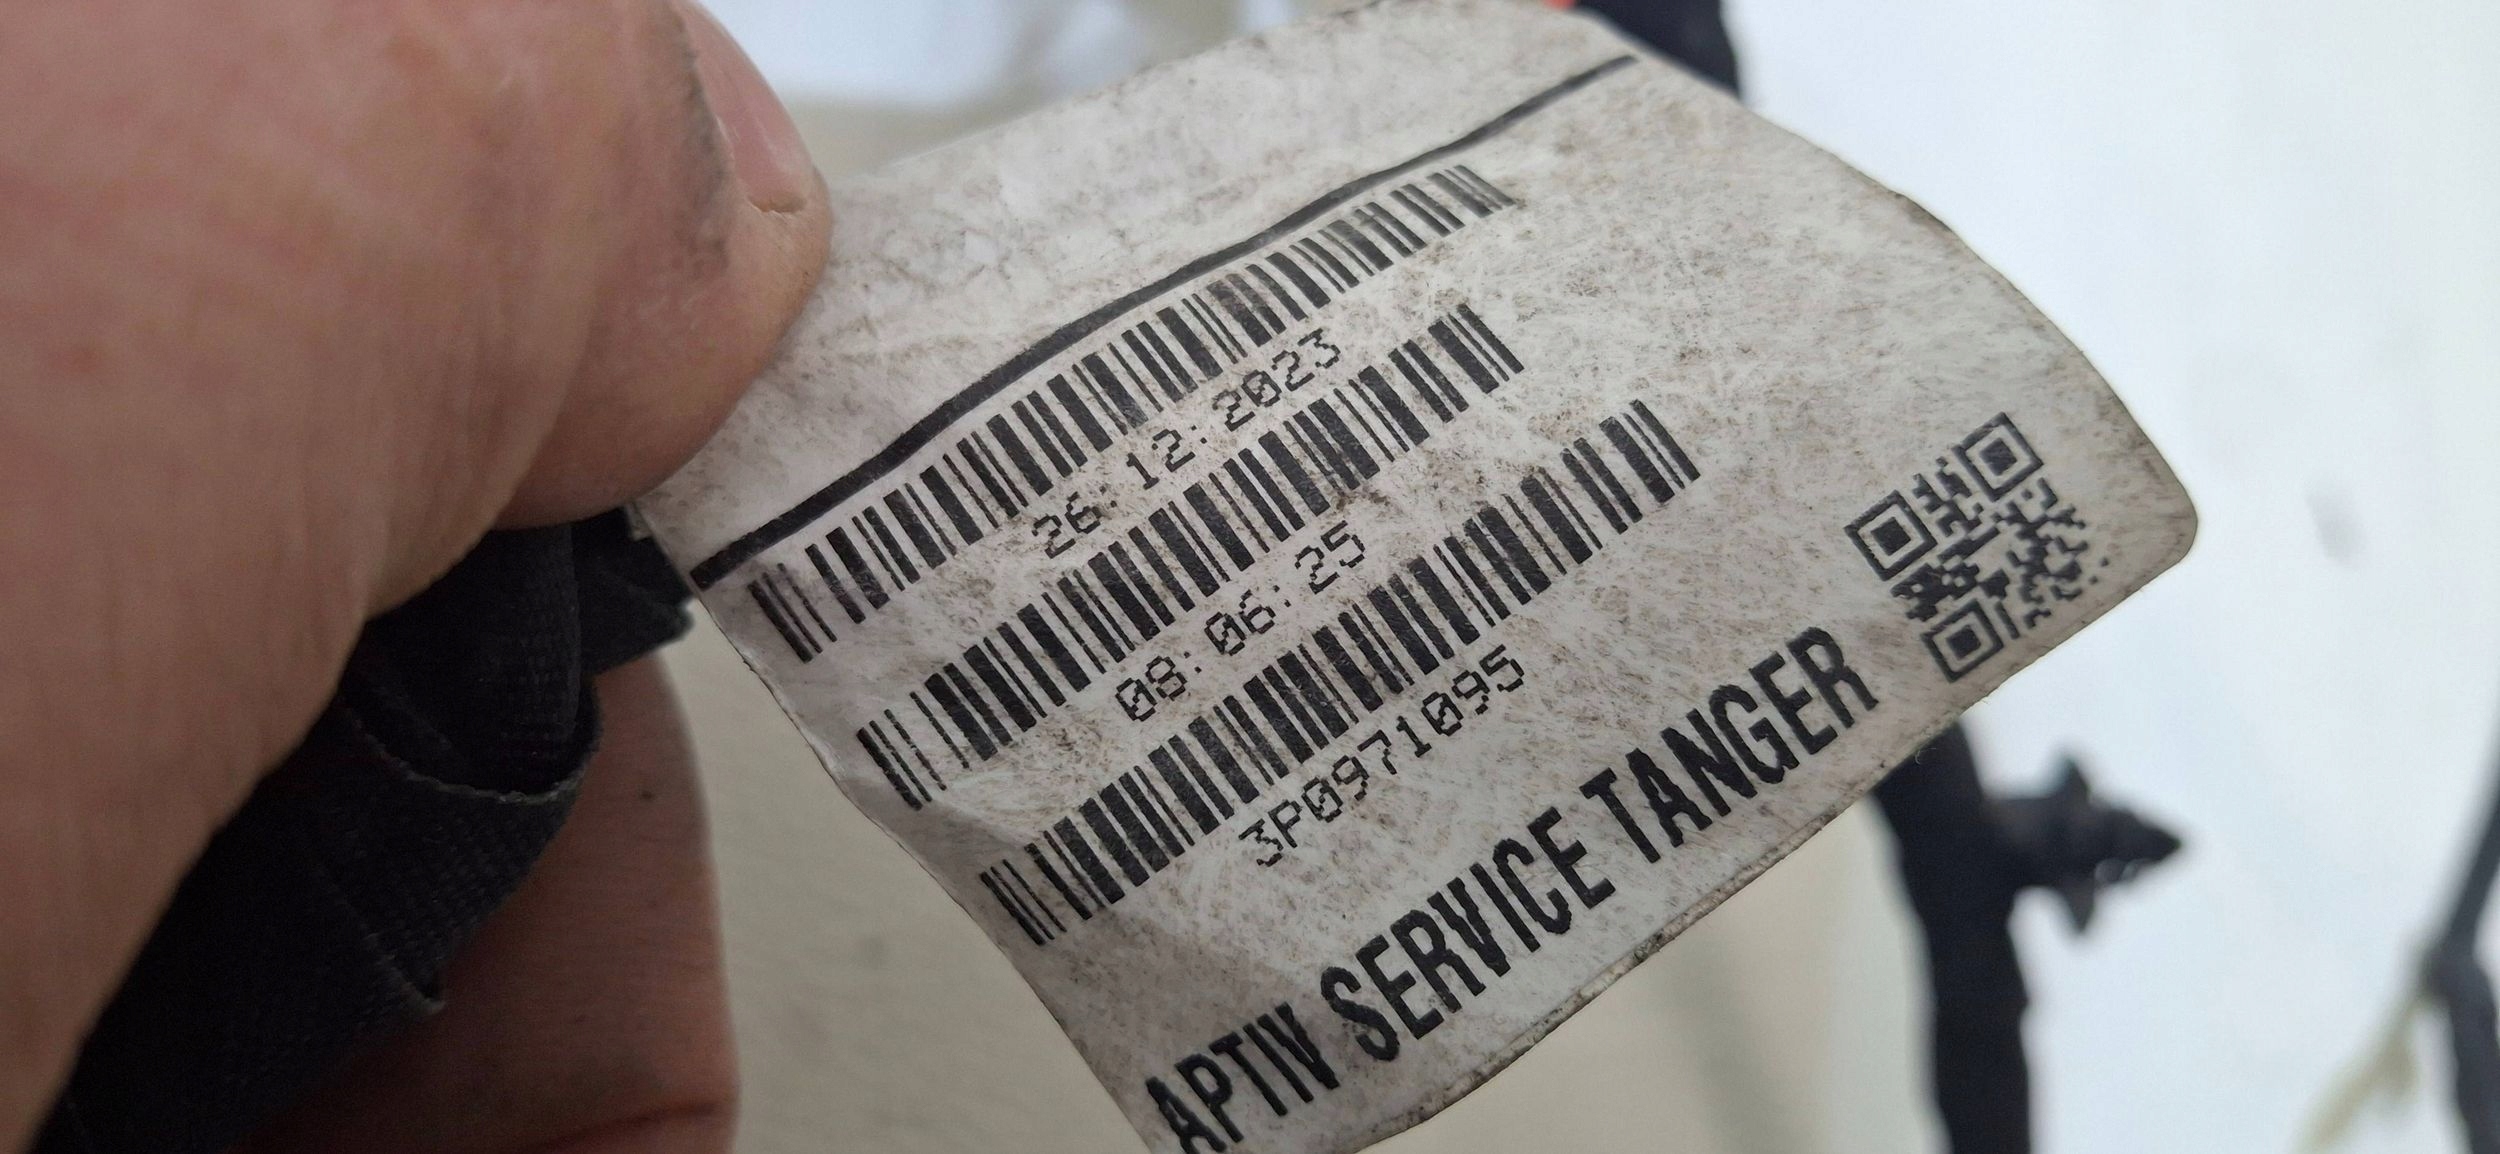 26:12:2023
08:06:25
3P0971095
APTIV SERVICE TANGER